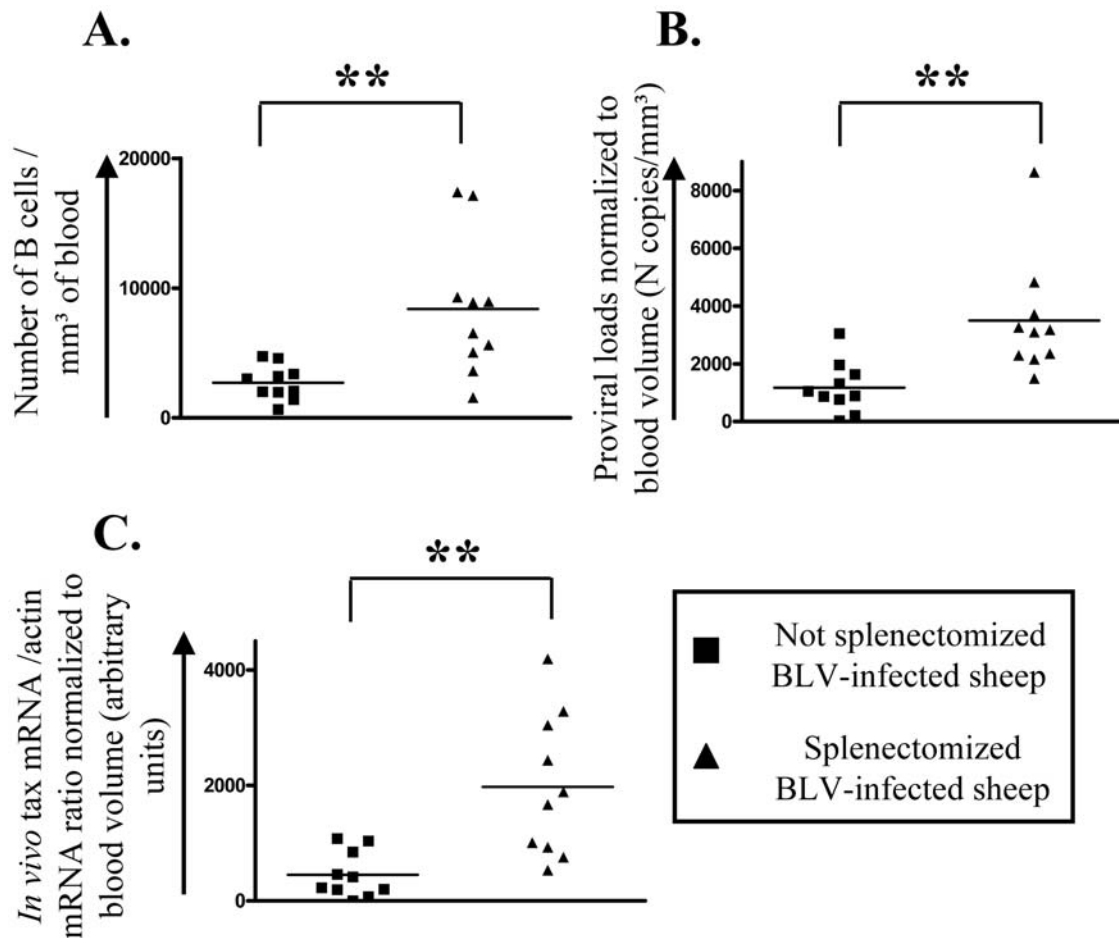 A.
**
Number of B cells /
mm³ of blood
20000
10000
0
B.
**
Proviral loads normalized to
blood volume (N copies/mm³)
8000
6000
4000
2000
0
C.
**
In vivo tax mRNA /actin
mRNA ratio normalized to
blood volume (arbitrary
units)
4000
2000
0
Not splenectomized
BLV-infected sheep
Splenectomized
BLV-infected sheep